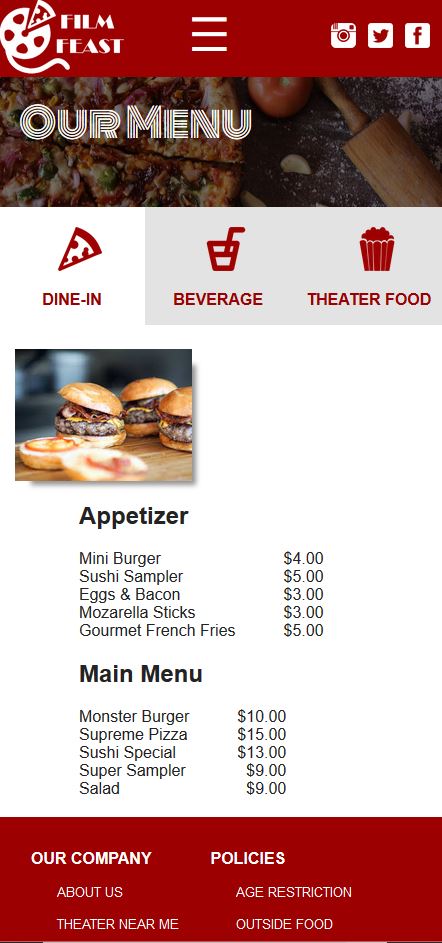 FILM
FEAST
OUR MENU
DINE-IN BEVERAGE THEATER FOOD
Appetizer
Mini Burger $4.00
Sushi Sampler $5.00
Eggs & Bacon $3.00
Mozarella Sticks $3.00
Gourmet French Fries $5.00
Main Menu
Monster Burger $10.00
Supreme Pizza $15.00
Sushi Special $13.00
Super Sampler $9.00
Salad $9.00
OUR COMPANY POLICIES
ABOUT US AGE RESTRICTION
THEATER NEAR ME OUTSIDE FOOD